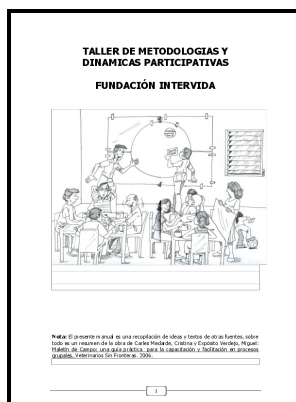 TALLER DE METODOLOGIAS Y
DINAMICAS PARTICIPATIVAS
FUNDACIÓN INTERVIDA
Nota: El presente manual es una recopilación de ideas y textos de otras fuentes, sobre
todo es un resumen de la obra de Carles Medarde, Cristina y Expósito Verdejo, Miguel:
Maletín de Campo: una guía práctica para la capacitación y facilitación en procesos
grupales. Veterinarios Sin Fronteras. 2006.
1